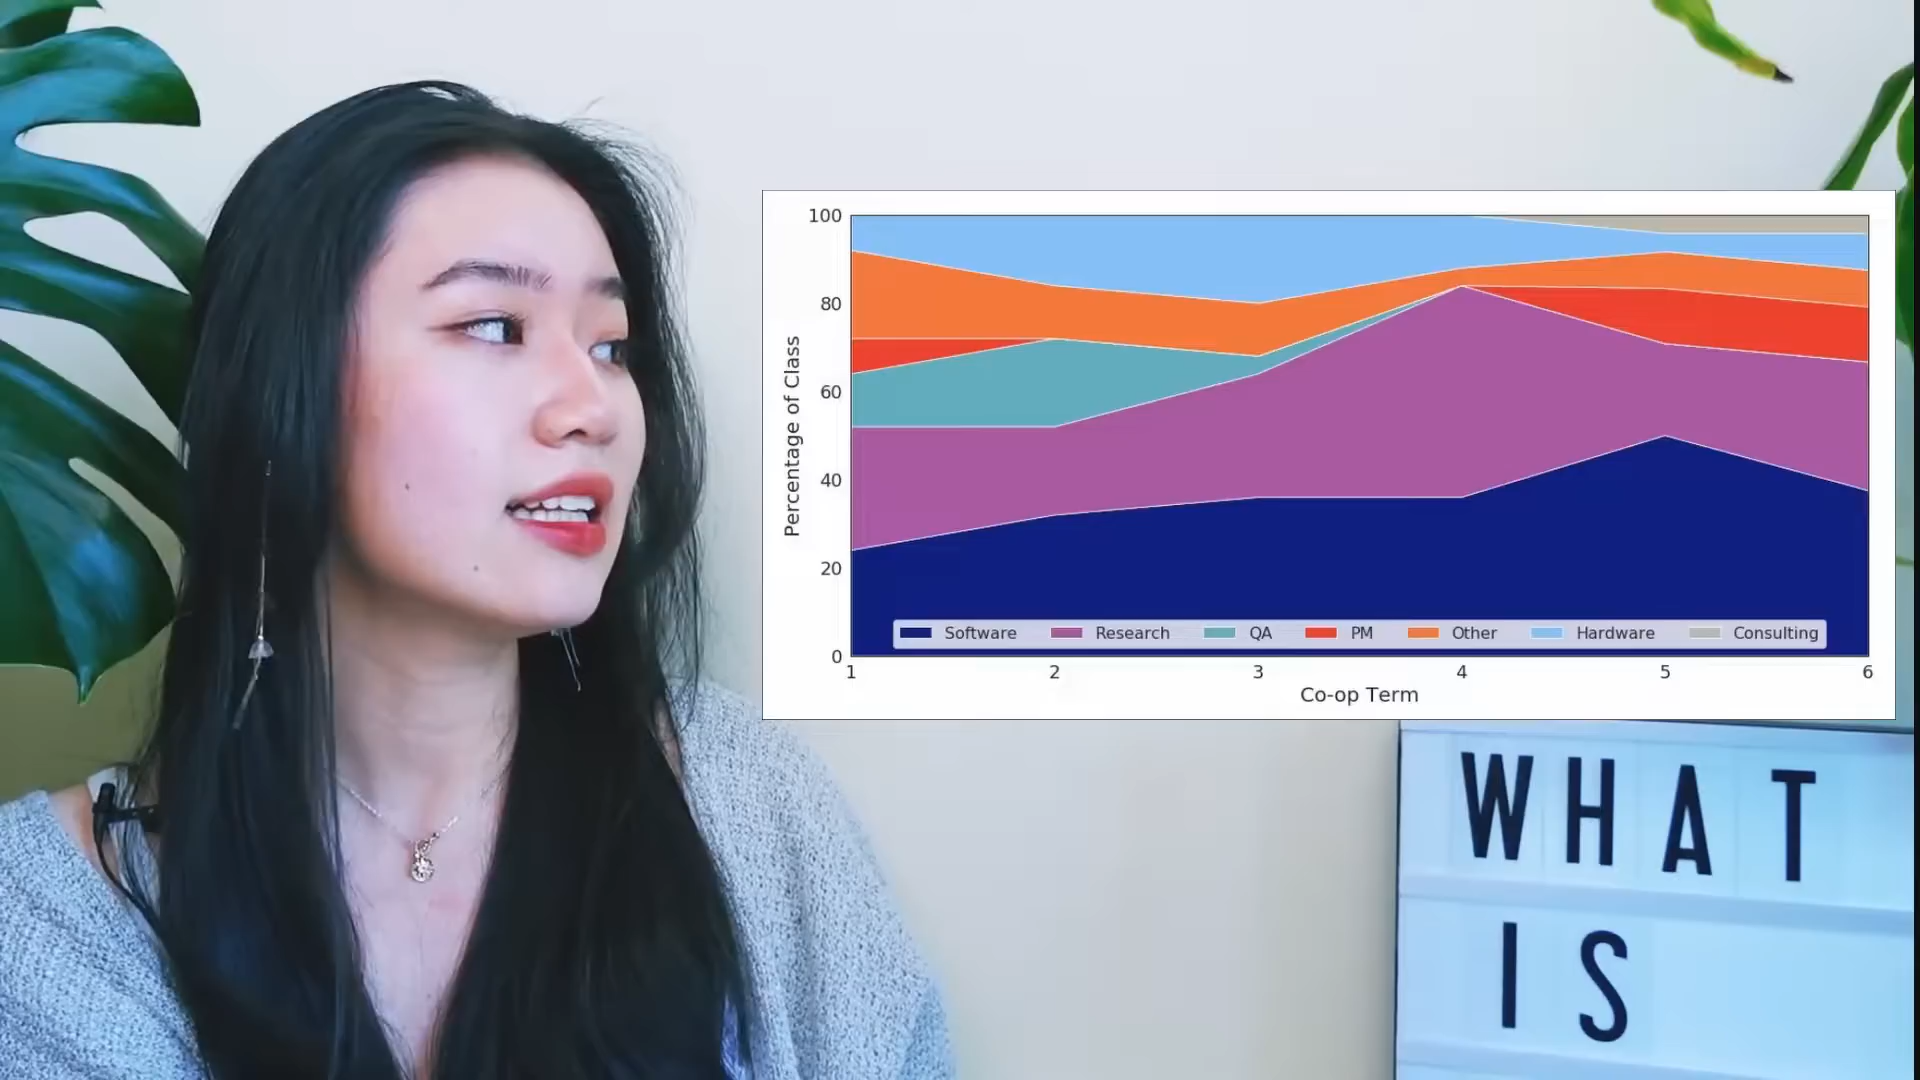 100
80
60
40
20
0
Percentage of Class
Software Research QA PM Other Hardware Consulting
1 2 3 4 5 6
Co-op Term
WHAT
IS